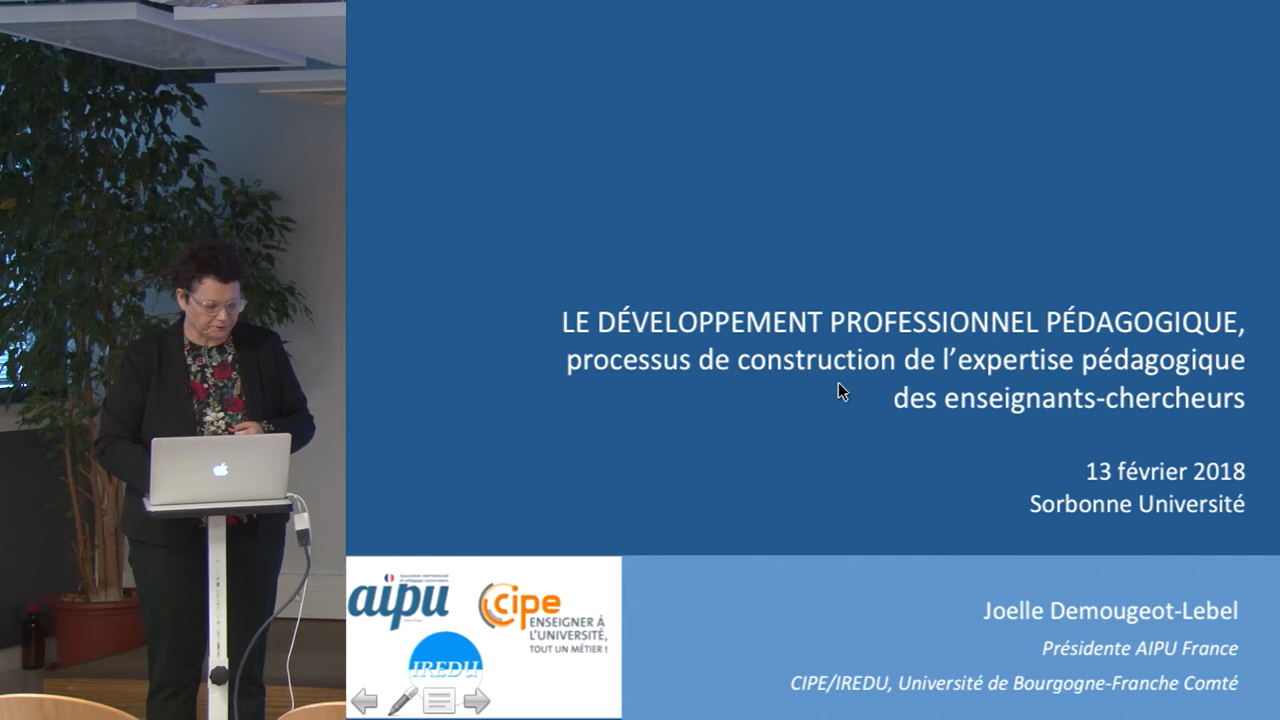 LE DÉVELOPPEMENT PROFESSIONNEL PÉDAGOGIQUE,
processus de construction de l’expertise pédagogique
des enseignants-chercheurs
13 février 2018
Sorbonne Université
aipu
cipe
ENSEIGNER À
L'UNIVERSITÉ,
TOUT UN MÉTIER !
IREDU
Joelle Demougeot-Lebel
Présidente AIPU France
CIPE/IREDU, Université de Bourgogne-Franche Comté